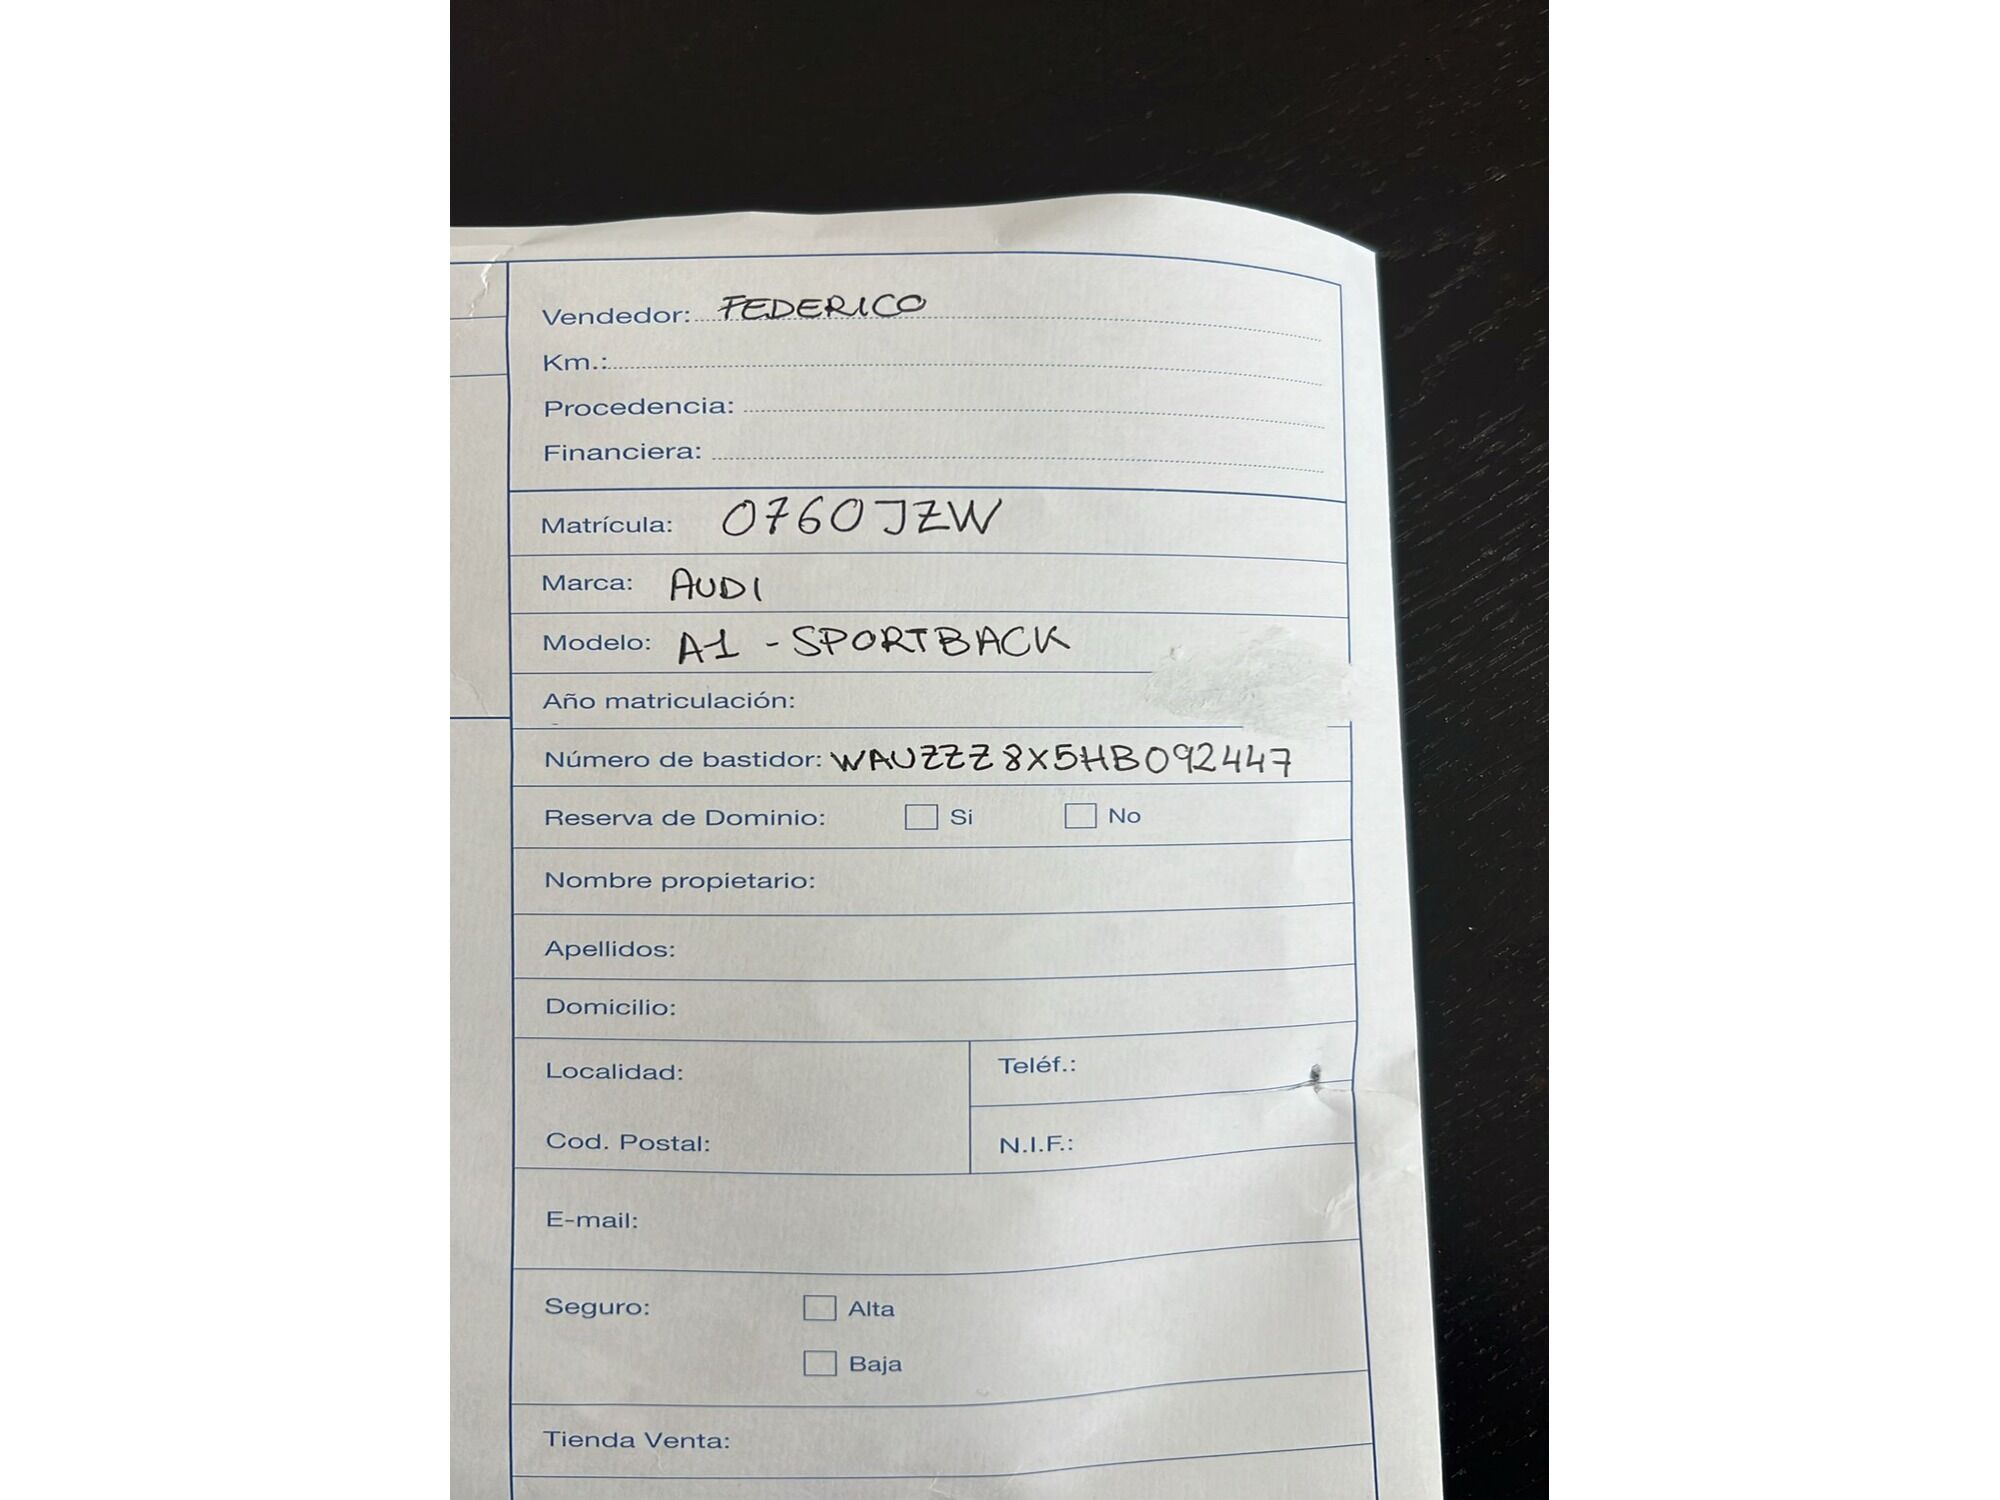 Vendedor: FEDERICO
Km.:
Procedencia:
Financiera:
Matrícula: 0760JZW
Marca: AUDI
Modelo: A1 - SPORTBACK
Año matriculación:
Número de bastidor: WAUZZZ8X5HB092447
Reserva de Dominio: Si No
Nombre propietario:
Apellidos:
Domicilio:
Localidad: Teléf.:
Cod. Postal: N.I.F.:
E-mail:
Seguro: Alta
Baja
Tienda Venta: